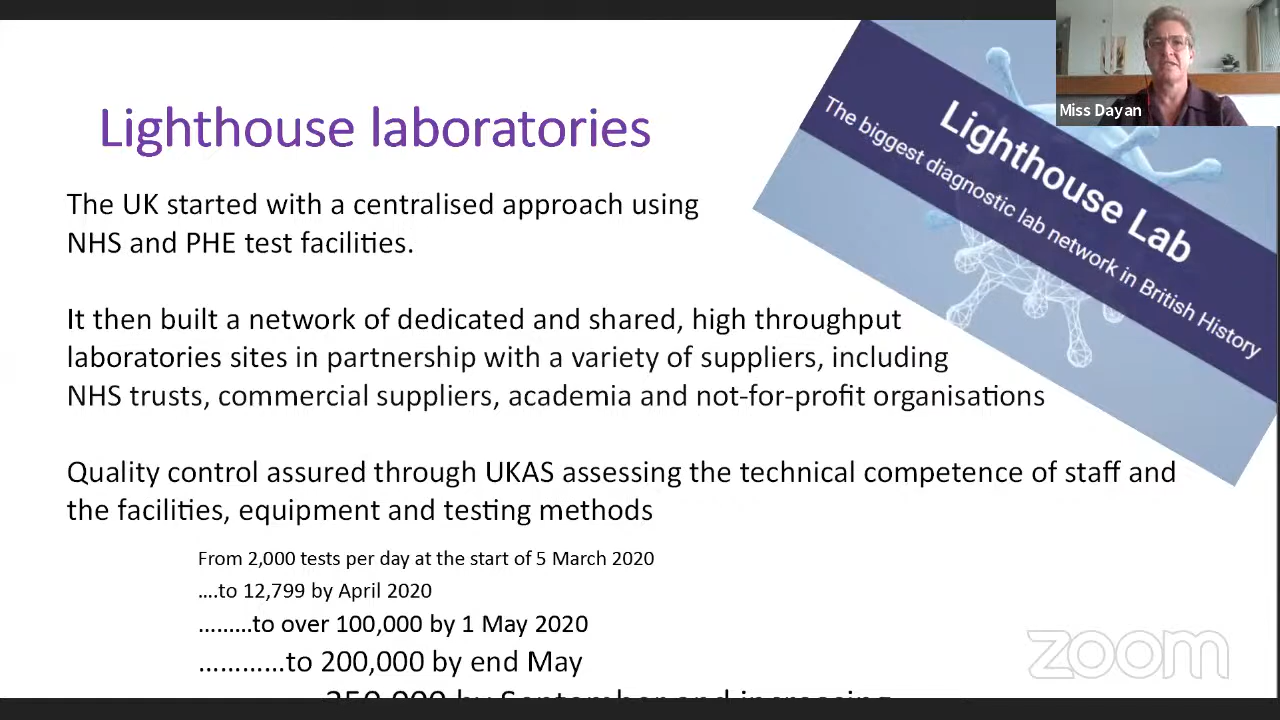 Miss Dayan
Lighthouse laboratories
Lighthouse Lab
The biggest diagnostic lab network in British History
The UK started with a centralised approach using
NHS and PHE test facilities.
It then built a network of dedicated and shared, high throughput
laboratories sites in partnership with a variety of suppliers, including
NHS trusts, commercial suppliers, academia and not-for-profit organisations
Quality control assured through UKAS assessing the technical competence of staff and
the facilities, equipment and testing methods
From 2,000 tests per day at the start of 5 March 2020
....to 12,799 by April 2020
.........to over 100,000 by 1 May 2020
............to 200,000 by end May
by September and increasing
zoom